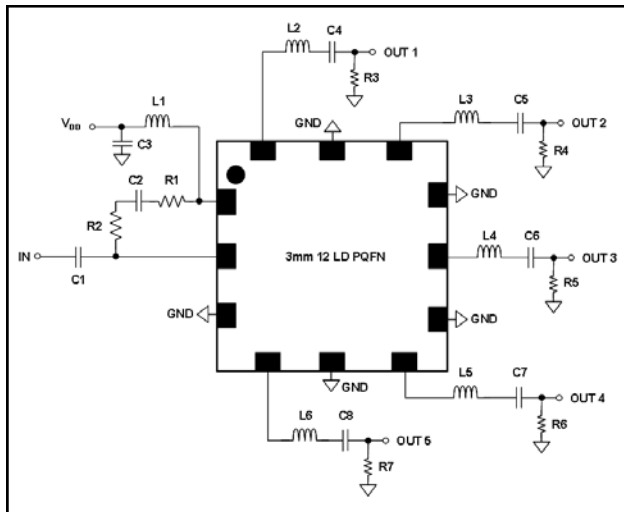 L2
C4
OUT 1
R3
L1
VDD
C3
GND
L3
C5
OUT 2
R4
C2
R1
R2
GND
IN
C1
3mm 12 LD PQFN
L4
C6
OUT 3
R5
GND
GND
GND
L5
C7
OUT 4
R6
L6
C8
OUT 5
R7